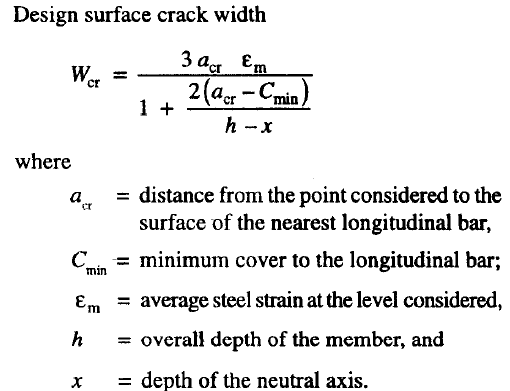 Design surface crack width
W_cr = 3 a_cr ε_m / (1 + 2(a_cr – C_min) / (h – x))
where
a_cr = distance from the point considered to the
surface of the nearest longitudinal bar,
C_min = minimum cover to the longitudinal bar;
ε_m = average steel strain at the level considered,
h = overall depth of the member, and
x = depth of the neutral axis.